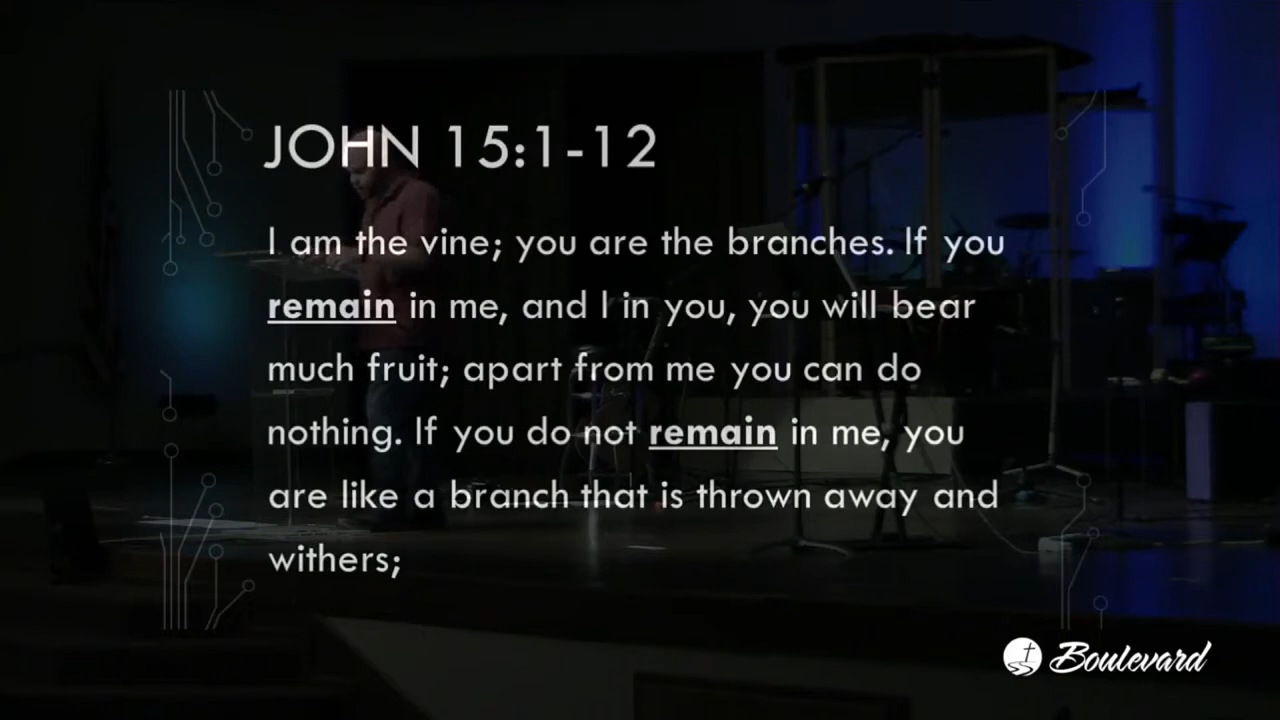 JOHN 15:1-12
I am the vine; you are the branches. If you
remain in me, and I in you, you will bear
much fruit; apart from me you can do
nothing. If you do not remain in me, you
are like a branch that is thrown away and
withers;
Boulevard